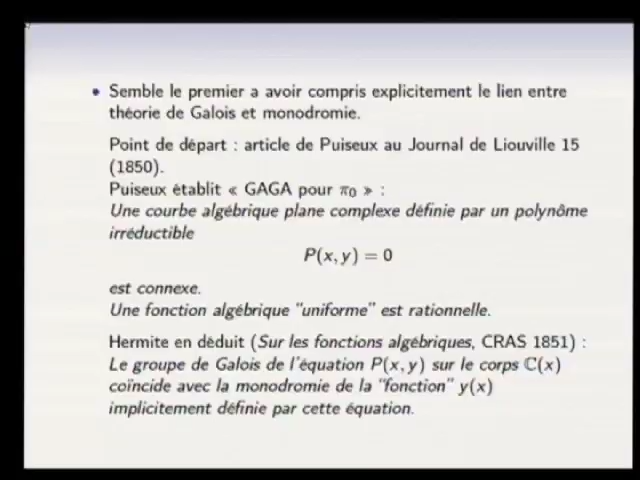 • Semble le premier a avoir compris explicitement le lien entre
théorie de Galois et monodromie.
Point de départ : article de Puiseux au Journal de Liouville 15
(1850).
Puiseux établit « GAGA pour π₀ » :
Une courbe algébrique plane complexe définie par un polynôme
irréductible
P(x, y) = 0
est connexe.
Une fonction algébrique "uniforme" est rationnelle.
Hermite en déduit (Sur les fonctions algébriques, CRAS 1851) :
Le groupe de Galois de l'équation P(x, y) sur le corps ℂ(x)
coïncide avec la monodromie de la "fonction" y(x)
implicitement définie par cette équation.